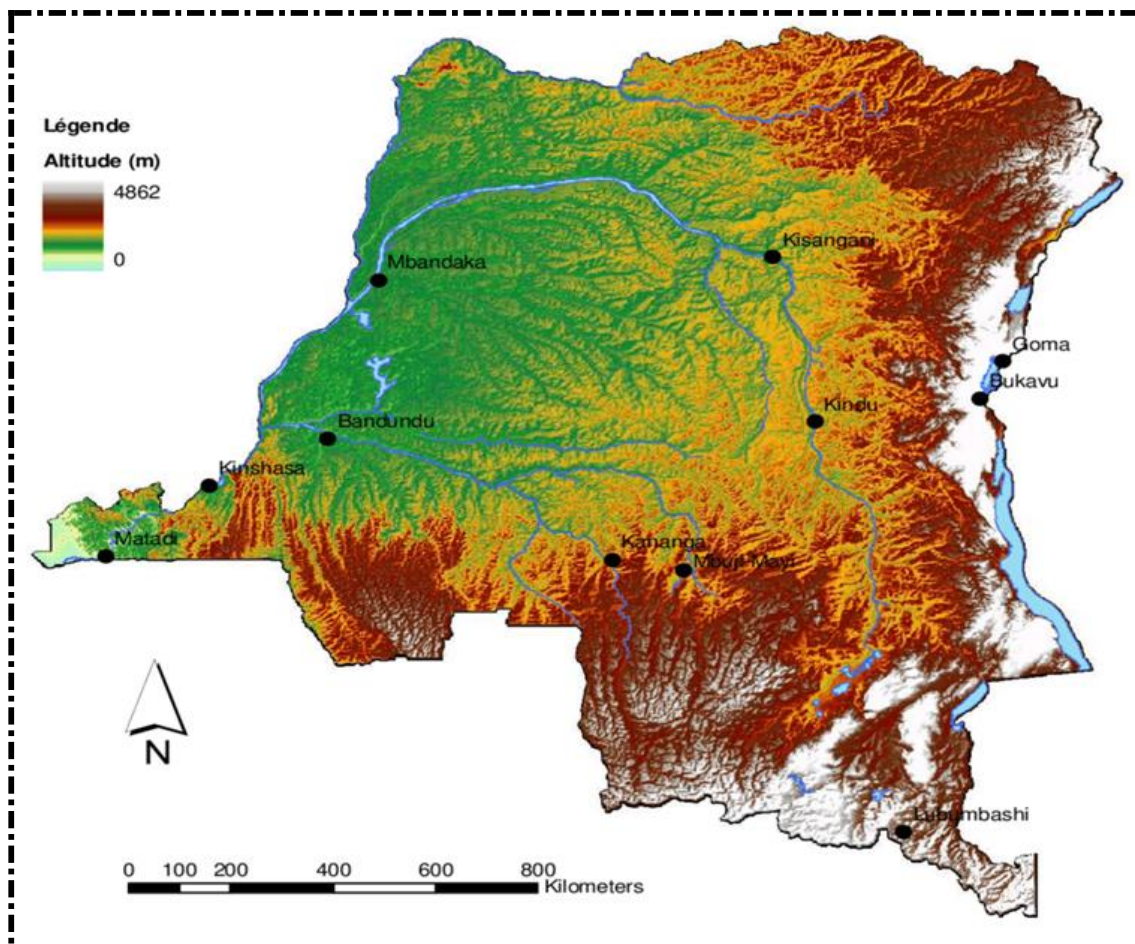 Légende
Altitude (m)
4862
0
Kisangani
Mbandaka
Goma
Bukavu
Kindu
Bandundu
Kinshasa
Matadi
Kananga
Mbuji-Mayi
N
Lubumbashi
0 100 200 400 600 800
Kilometers